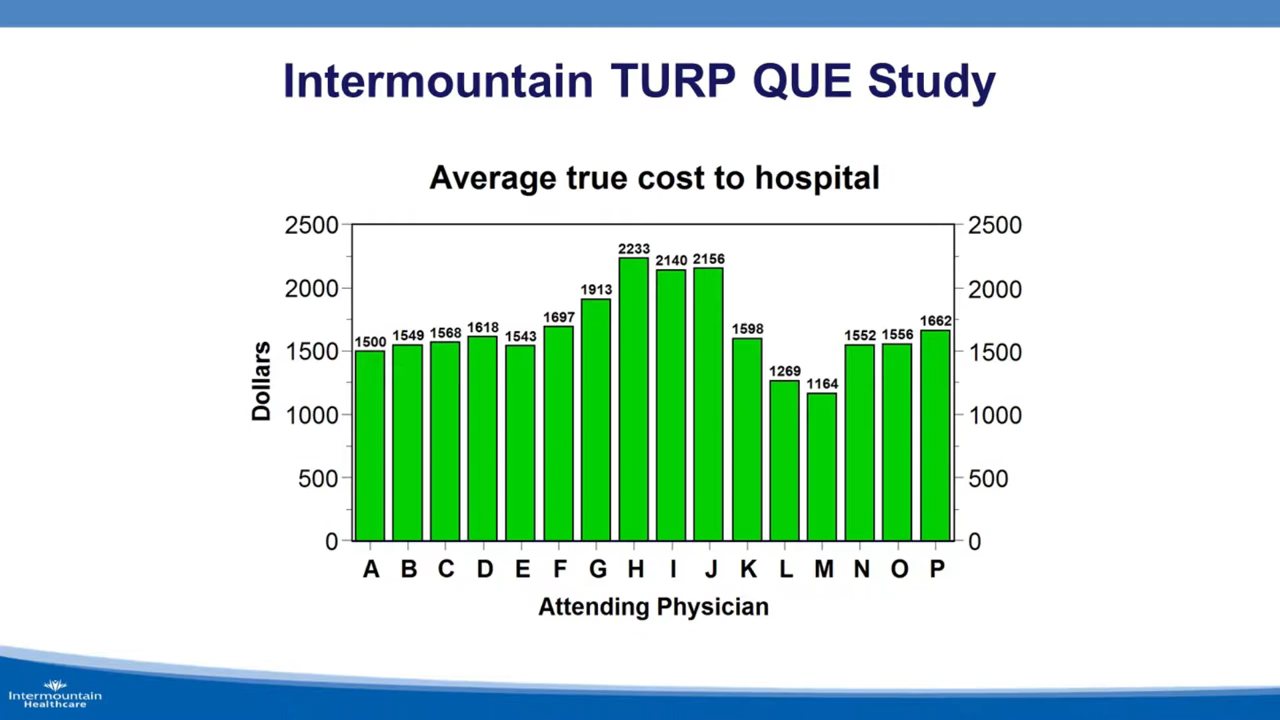 Intermountain TURP QUE Study
Average true cost to hospital
2500
2000
1500
1000
500
0
Dollars
1500 1549 1568 1618 1543 1697 1913 2233 2140 2156 1598 1269 1164 1552 1556 1662
2500
2000
1500
1000
500
0
A B C D E F G H I J K L M N O P
Attending Physician
Intermountain
Healthcare